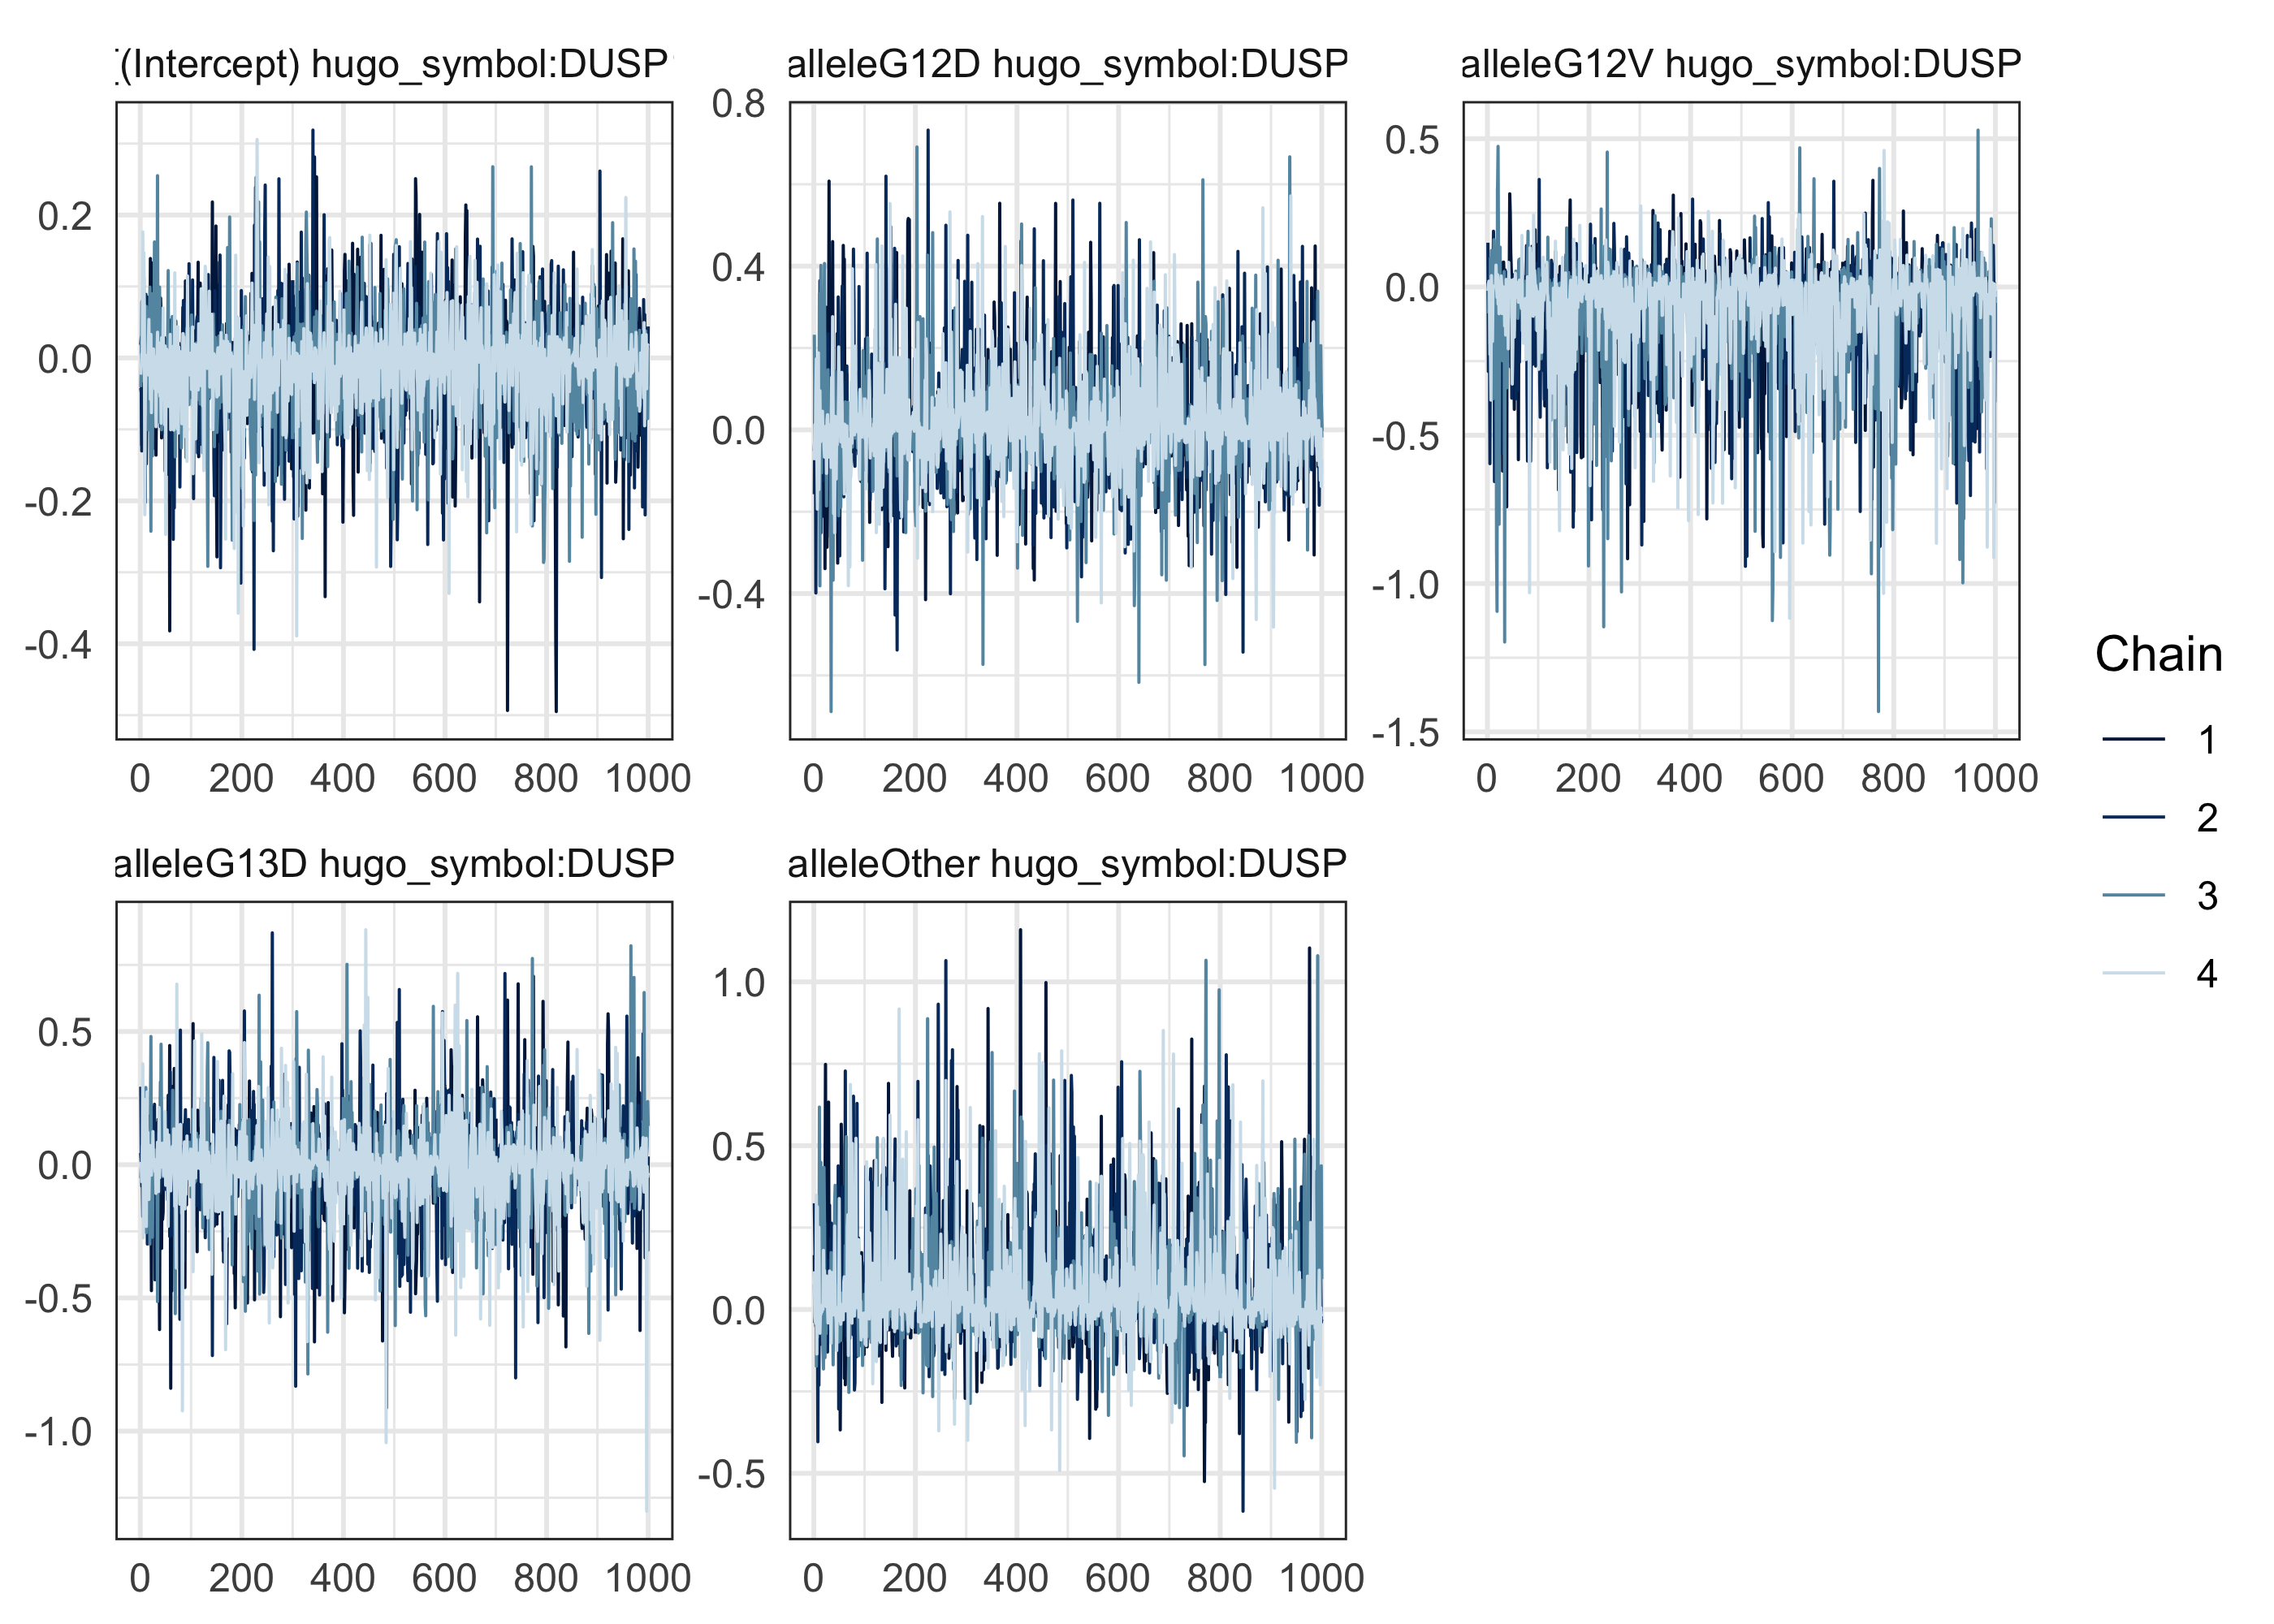 (Intercept) hugo_symbol:DUSP
alleleG12D hugo_symbol:DUSP
alleleG12V hugo_symbol:DUSP
0.2
0.0
-0.2
-0.4
0.8
0.4
0.0
-0.4
0.5
0.0
-0.5
-1.0
-1.5
0 200 400 600 800 1000
0 200 400 600 800 1000
0 200 400 600 800 1000
alleleG13D hugo_symbol:DUSP
alleleOther hugo_symbol:DUSP
0.5
0.0
-0.5
-1.0
1.0
0.5
0.0
-0.5
0 200 400 600 800 1000
0 200 400 600 800 1000
Chain
1
2
3
4